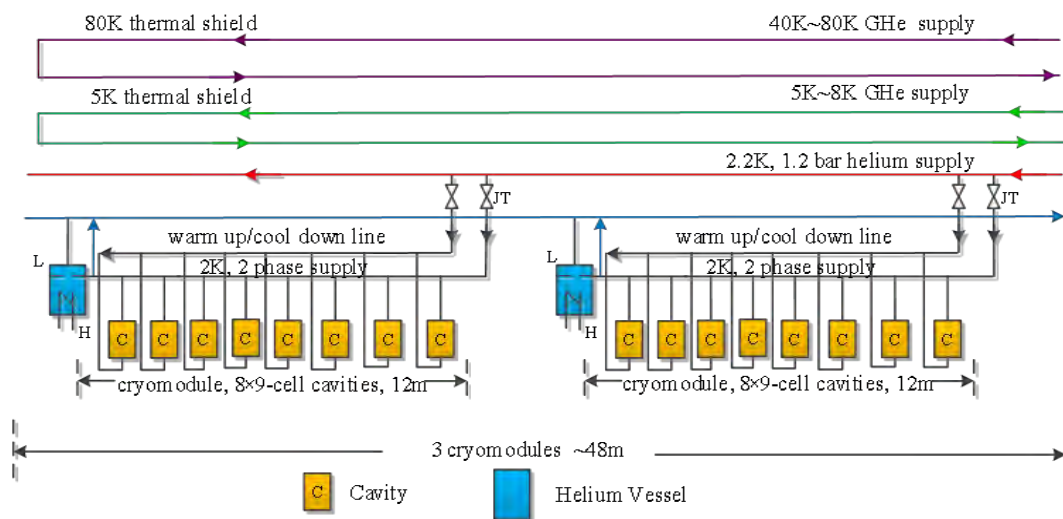 80K thermal shield
40K~80K GHe supply
5K thermal shield
5K~8K GHe supply
2.2K, 1.2 bar helium supply
JT
JT
warm up/cool down line
warm up/cool down line
L
2K, 2 phase supply
L
2K, 2 phase supply
H
C C C C C C C C
H
C C C C C C C C
cryomodule, 8×9-cell cavities, 12m
cryomodule, 8×9-cell cavities, 12m
3 cryomodules ~48m
C Cavity
Helium Vessel